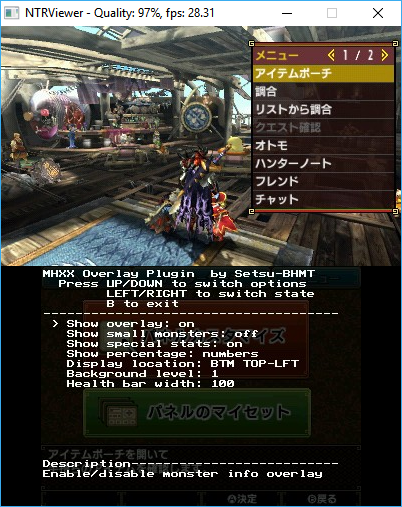 NTRViewer - Quality: 97%, fps: 28.31
メニュー 1 / 2
アイテムポーチ
調合
リストから調合
クエスト確認
オトモ
ハンターノート
フレンド
チャット
MHXX Overlay Plugin by Setsu-BHMT
Press UP/DOWN to switch options
LEFT/RIGHT to switch state
B to exit
----------------------------------------
> Show overlay: on
Show small monsters: off
Show special stats: on
Show percentage: numbers
Display location: BTM TOP-LFT
Background level: 1
Health bar width: 100
イズ
パネルのマイセット
アイテムポーチを開いて
Description--------------------------
Enable/disable monster info overlay
A決定 B戻る